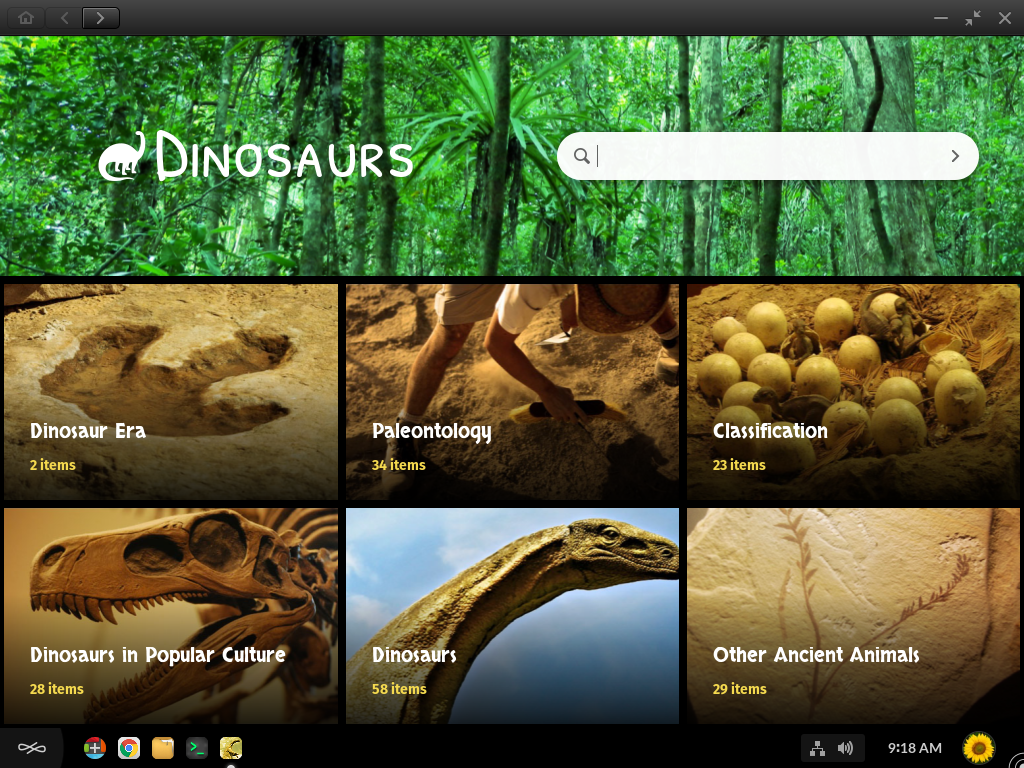 DINOSAURS
Dinosaur Era
2 items
Paleontology
34 items
Classification
23 items
Dinosaurs in Popular Culture
28 items
Dinosaurs
58 items
Other Ancient Animals
29 items
9:18 AM